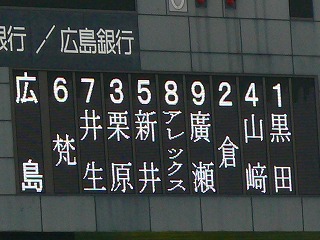 銀行／広島銀行
広島
6 梵
7 井生
3 栗原
5 新井
8 アレックス
9 廣瀬
2 倉
4 山﨑
1 黒田